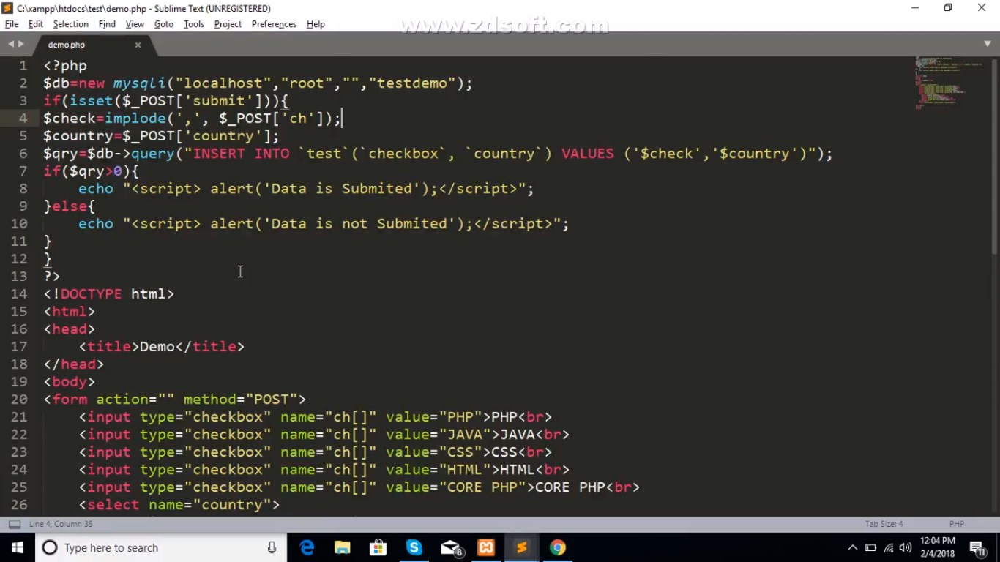 C:\xampp\htdocs\test\demo.php - Sublime Text (UNREGISTERED)
File Edit Selection Find View Goto Tools Project Preferences Help
www.zdsoft.com
demo.php
1 <?php
2 $db=new mysqli("localhost","root","","testdemo");
3 if(isset($_POST['submit'])){
4 $check=implode(',', $_POST['ch']);
5 $country=$_POST['country'];
6 $qry=$db->query("INSERT INTO `test`(`checkbox`, `country`) VALUES ('$check','$country')");
7 if($qry>0){
8 echo "<script> alert('Data is Submited');</script>";
9 }else{
10 echo "<script> alert('Data is not Submited');</script>";
11 }
12 }
13 ?>
14 <!DOCTYPE html>
15 <html>
16 <head>
17 <title>Demo</title>
18 </head>
19 <body>
20 <form action="" method="POST">
21 <input type="checkbox" name="ch[]" value="PHP">PHP<br>
22 <input type="checkbox" name="ch[]" value="JAVA">JAVA<br>
23 <input type="checkbox" name="ch[]" value="CSS">CSS<br>
24 <input type="checkbox" name="ch[]" value="HTML">HTML<br>
25 <input type="checkbox" name="ch[]" value="CORE PHP">CORE PHP<br>
26 <select name="country">
Line 4, Column 35 Tab Size: 4 PHP
Type here to search 8 12:04 PM
2/4/2018 11